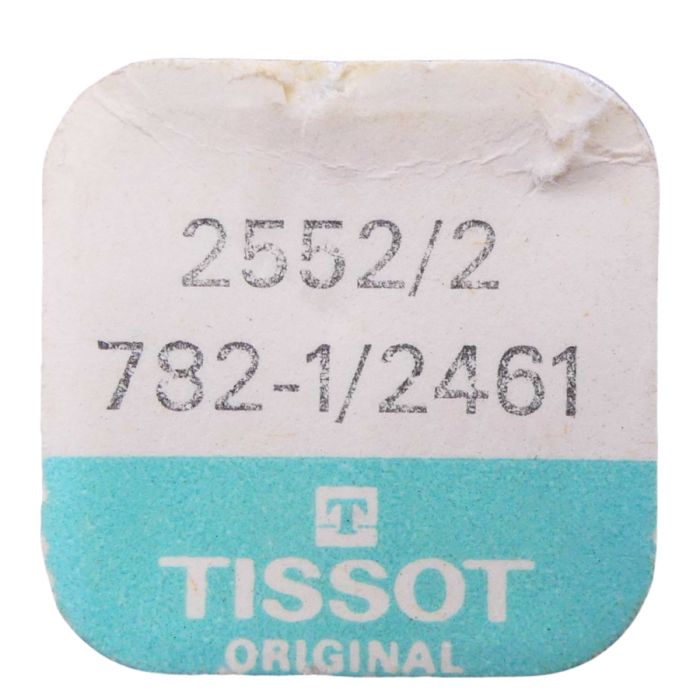 2552/2
782-1/2461
T
TISSOT
ORIGINAL